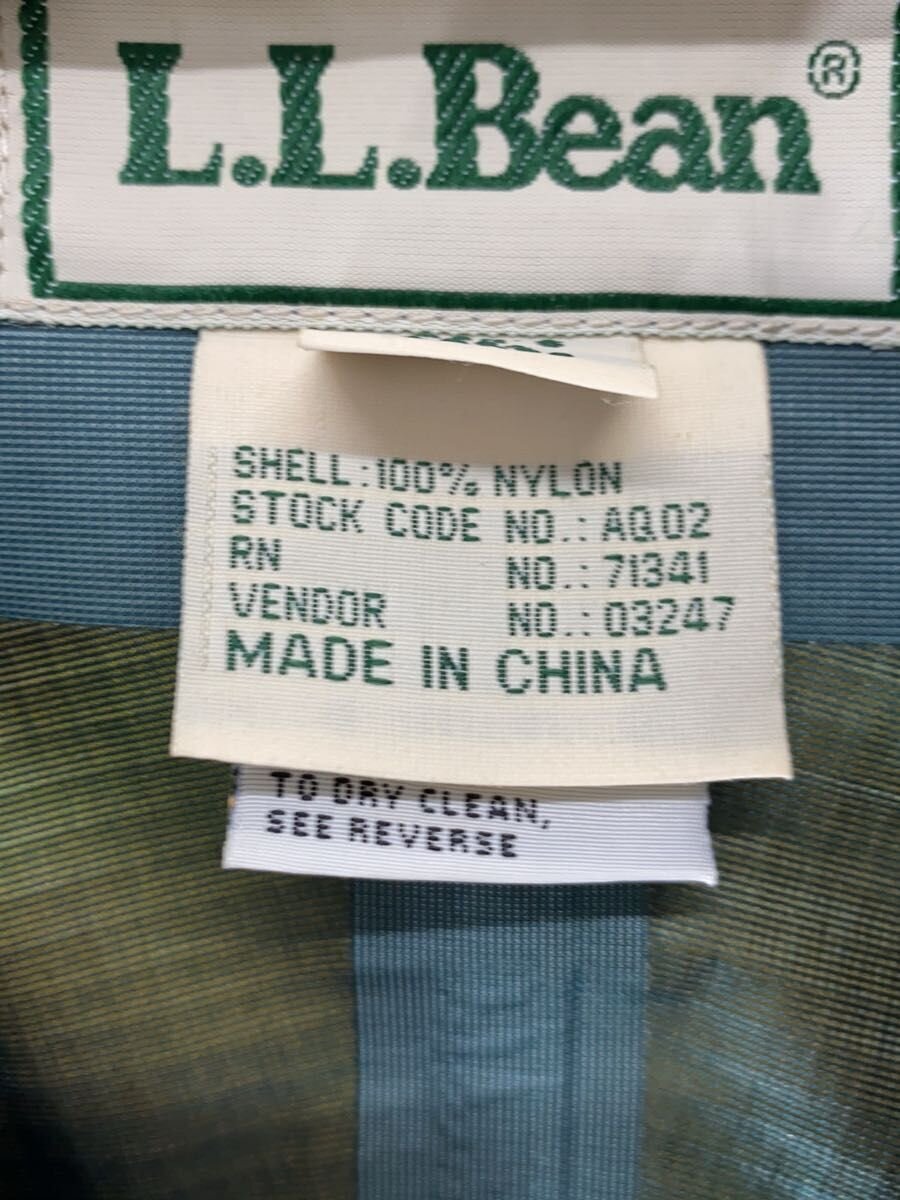 L.L.Bean®
SHELL:100% NYLON
STOCK CODE NO.: AQ02
RN NO.: 71341
VENDOR NO.: 03247
MADE IN CHINA
TO DRY CLEAN,
SEE REVERSE